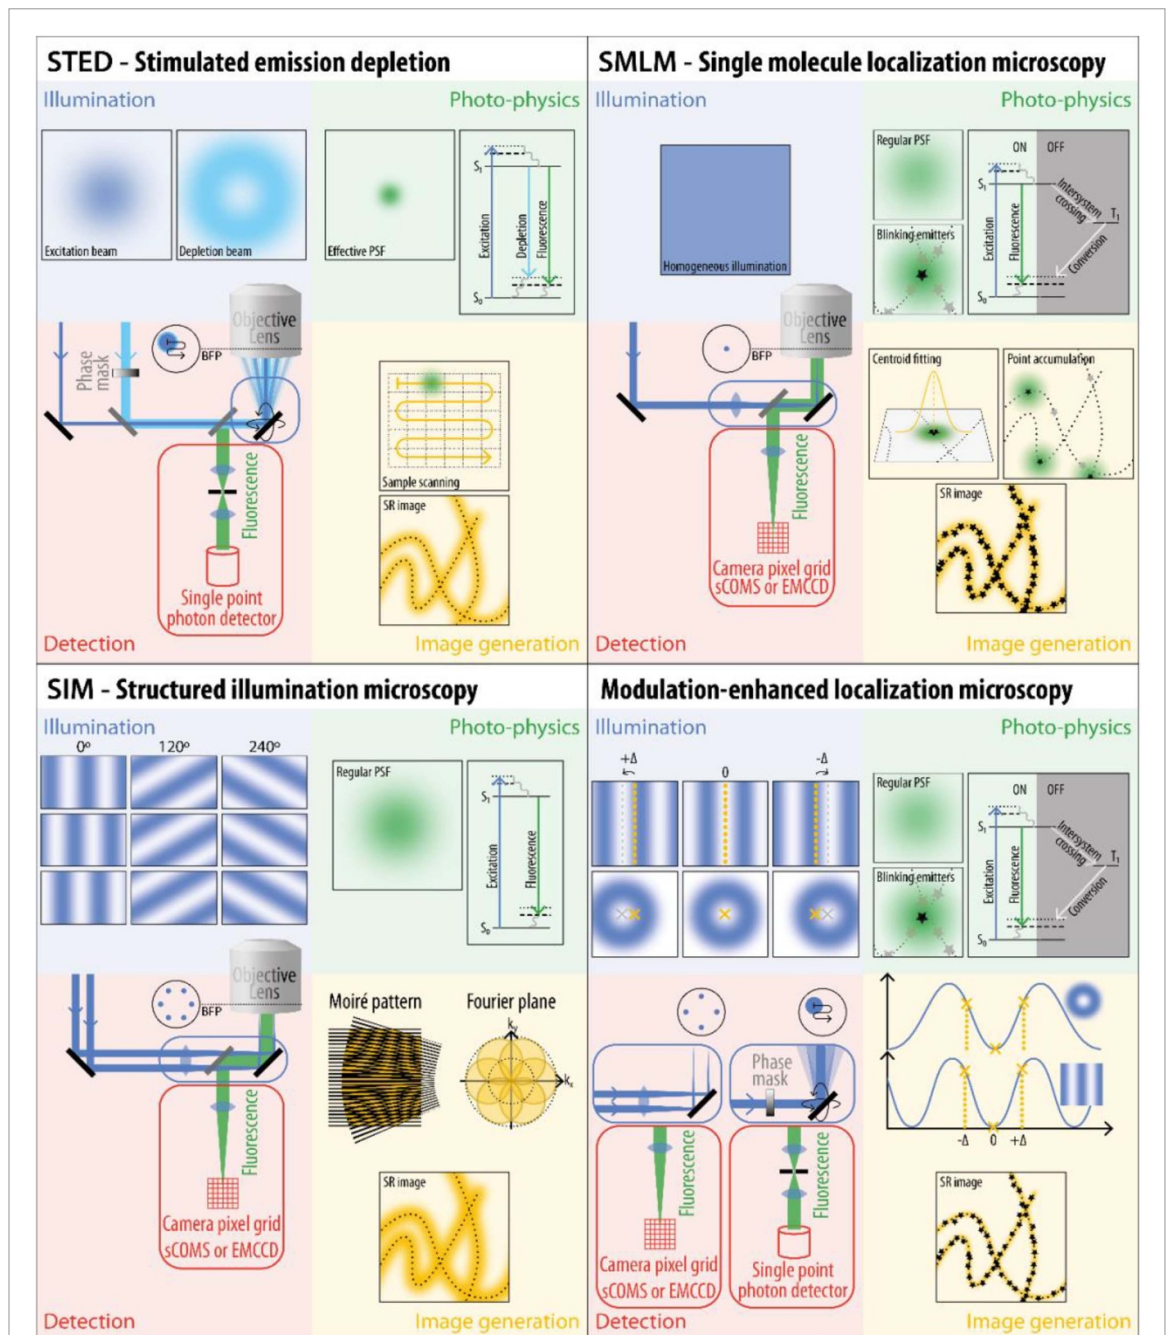 STED - Stimulated emission depletion
Illumination
Photo-physics
Excitation beam
Depletion beam
Effective PSF
S1
Excitation
Depletion
Fluorescence
S0
Objective
Lens
Phase
mask
BFP
Fluorescence
Single point
photon detector
Sample scanning
SR image
Detection
Image generation
SMLM - Single molecule localization microscopy
Illumination
Photo-physics
Homogeneous illumination
Regular PSF
Blinking emitters
ON
OFF
S1
Excitation
Fluorescence
Intersystem
crossing
T1
Conversion
S0
Objective
Lens
BFP
Fluorescence
Camera pixel grid
sCOMS or EMCCD
Centroid fitting
Point accumulation
SR image
Detection
Image generation
SIM - Structured illumination microscopy
Illumination
Photo-physics
0º
120º
240º
Regular PSF
S1
Excitation
Fluorescence
S0
Objective
Lens
BFP
Fluorescence
Camera pixel grid
sCOMS or EMCCD
Moiré pattern
Fourier plane
ky
kx
SR image
Detection
Image generation
Modulation-enhanced localization microscopy
Illumination
Photo-physics
+Δ
0
-Δ
Regular PSF
Blinking emitters
ON
OFF
S1
Excitation
Fluorescence
Intersystem
crossing
T1
Conversion
S0
Phase
mask
Fluorescence
Fluorescence
Camera pixel grid
sCOMS or EMCCD
Single point
photon detector
-Δ
0
+Δ
SR image
Detection
Image generation